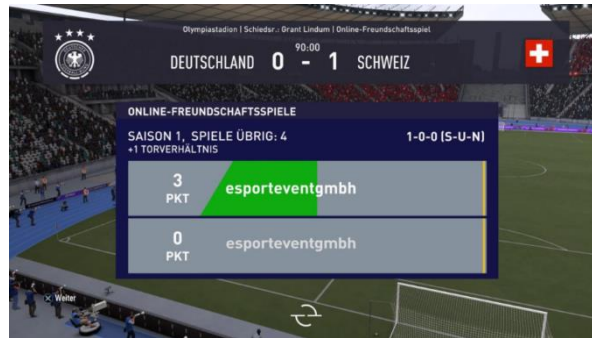 Olympiastadion | Schiedsr.: Grant Lindum | Online-Freundschaftsspiel
90:00
DEUTSCHLAND 0 - 1 SCHWEIZ
ONLINE-FREUNDSCHAFTSSPIELE
SAISON 1, SPIELE ÜBRIG: 4
1-0-0 (S-U-N)
+1 TORVERHÄLTNIS
3
PKT
esporteventgmbh
0
PKT
esporteventgmbh
Weiter